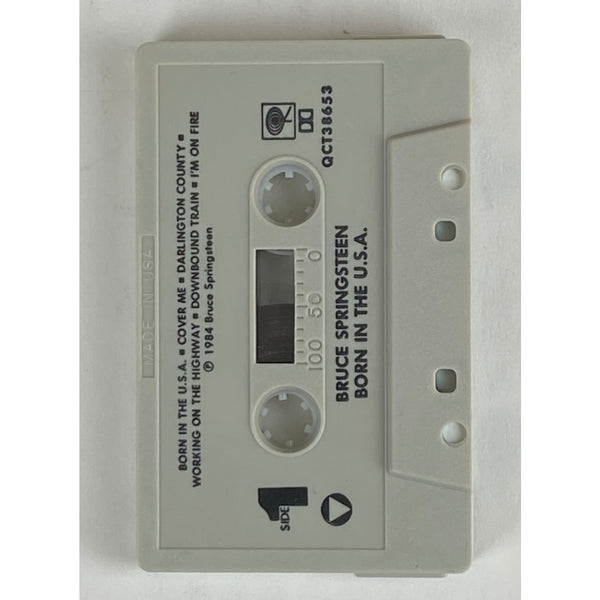 MADE IN USA
BORN IN THE U.S.A. ■ COVER ME ■ DARLINGTON COUNTY ■
WORKING ON THE HIGHWAY ■ DOWNBOUND TRAIN ■ I'M ON FIRE
℗ 1984 Bruce Springsteen
SIDE 1
100 50 0
QCT38653
BRUCE SPRINGSTEEN
BORN IN THE U.S.A.